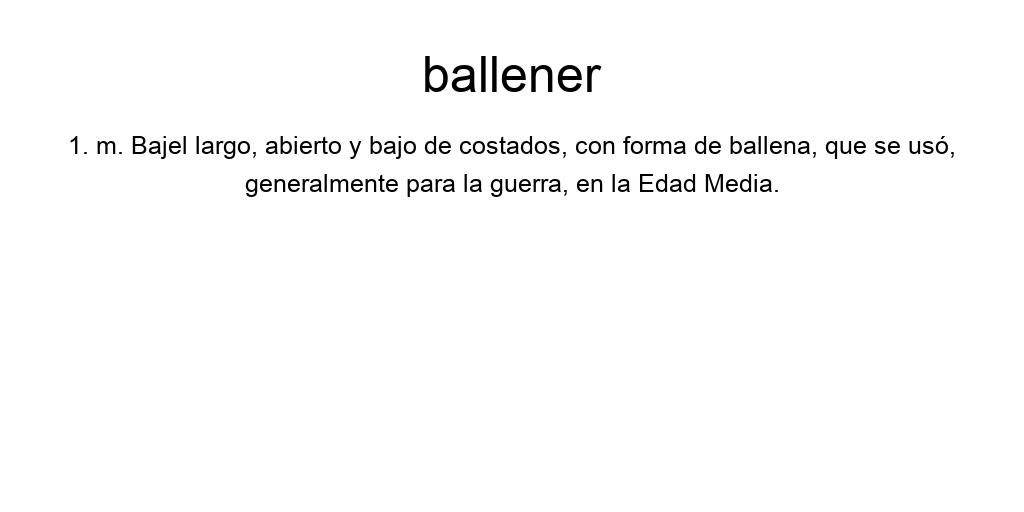 ballener
1. m. Bajel largo, abierto y bajo de costados, con forma de ballena, que se usó,
generalmente para la guerra, en la Edad Media.